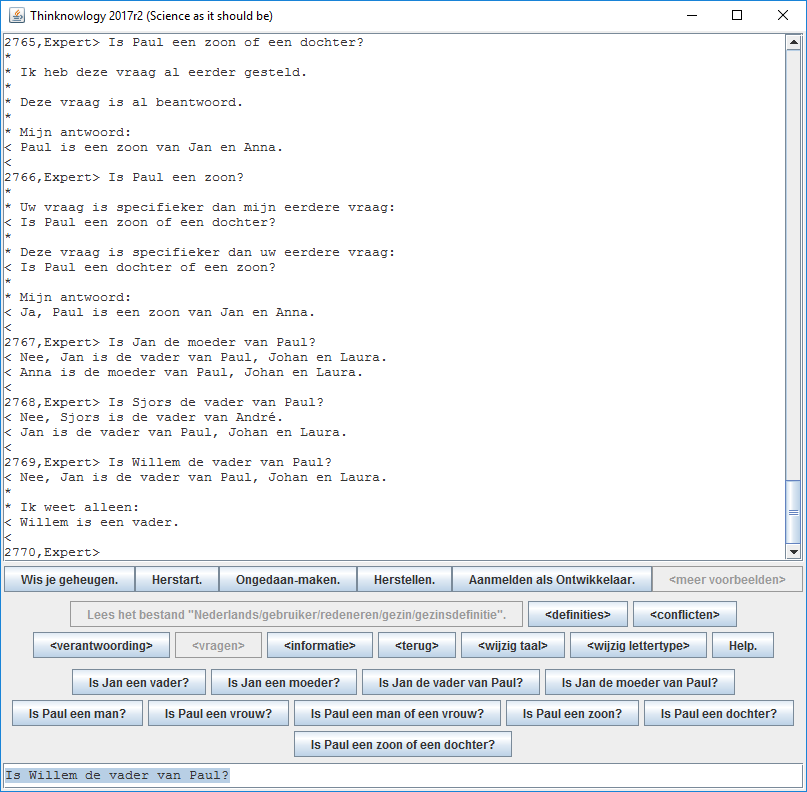 Thinknowlogy 2017r2 (Science as it should be)
2765,Expert> Is Paul een zoon of een dochter?
*
* Ik heb deze vraag al eerder gesteld.
*
* Deze vraag is al beantwoord.
*
* Mijn antwoord:
< Paul is een zoon van Jan en Anna.
<
2766,Expert> Is Paul een zoon?
*
* Uw vraag is specifieker dan mijn eerdere vraag:
< Is Paul een zoon of een dochter?
*
* Deze vraag is specifieker dan uw eerdere vraag:
< Is Paul een dochter of een zoon?
*
* Mijn antwoord:
< Ja, Paul is een zoon van Jan en Anna.
<
2767,Expert> Is Jan de moeder van Paul?
< Nee, Jan is de vader van Paul, Johan en Laura.
< Anna is de moeder van Paul, Johan en Laura.
<
2768,Expert> Is Sjors de vader van Paul?
< Nee, Sjors is de vader van André.
< Jan is de vader van Paul, Johan en Laura.
<
2769,Expert> Is Willem de vader van Paul?
< Nee, Jan is de vader van Paul, Johan en Laura.
*
* Ik weet alleen:
< Willem is een vader.
<
2770,Expert>
Wis je geheugen. Herstart. Ongedaan-maken. Herstellen. Aanmelden als Ontwikkelaar. <meer voorbeelden>
Lees het bestand "Nederlands/gebruiker/redeneren/gezin/gezinsdefinitie". <definities> <conflicten>
<verantwoording> <vragen> <informatie> <terug> <wijzig taal> <wijzig lettertype> Help.
Is Jan een vader? Is Jan een moeder? Is Jan de vader van Paul? Is Jan de moeder van Paul?
Is Paul een man? Is Paul een vrouw? Is Paul een man of een vrouw? Is Paul een zoon? Is Paul een dochter?
Is Paul een zoon of een dochter?
Is Willem de vader van Paul?